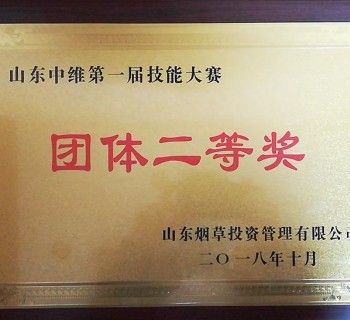 山东中维第一届技能大赛
团体二等奖
山东烟草投资管理有限公司
二〇一八年十月